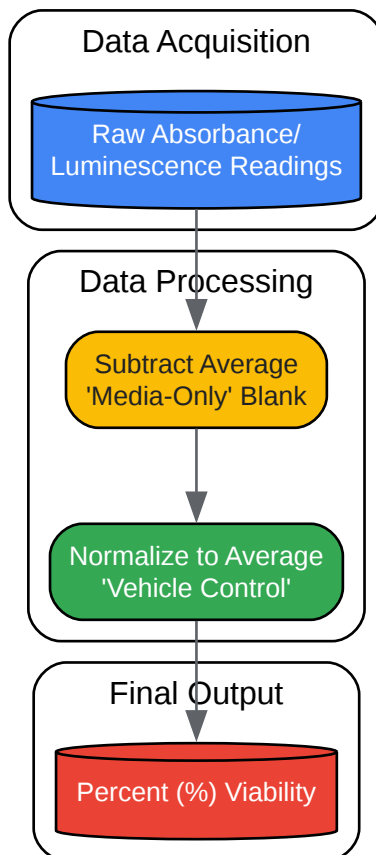 Data Acquisition
Raw Absorbance/
Luminescence Readings
Data Processing
Subtract Average
'Media-Only' Blank
Normalize to Average
'Vehicle Control'
Final Output
Percent (%) Viability